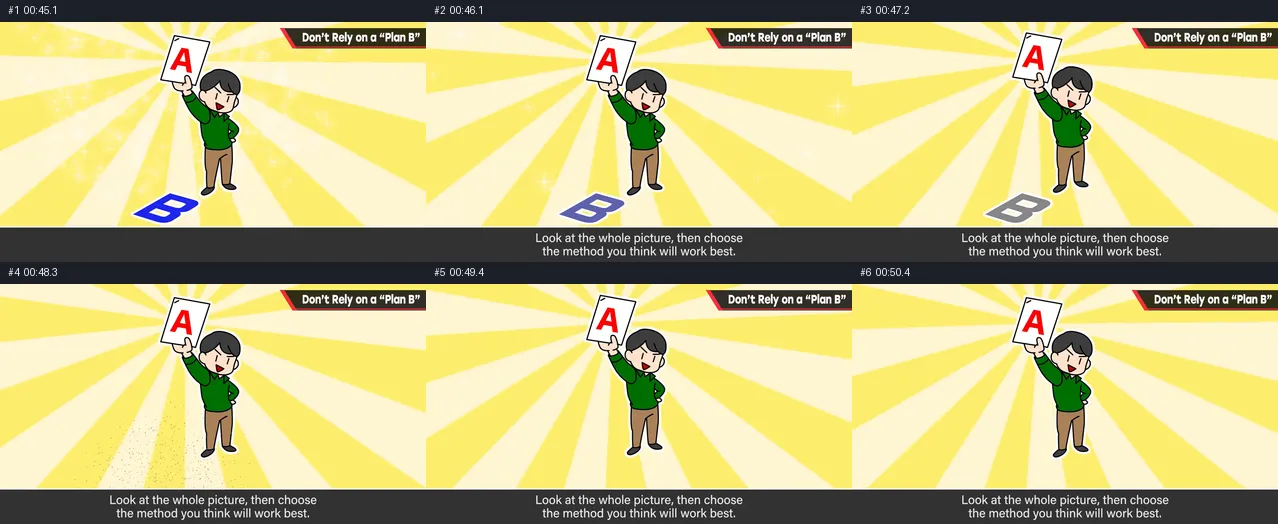 #1 00:45.1
Don't Rely on a “Plan B”
A
B
#2 00:46.1
Don't Rely on a “Plan B”
A
B
Look at the whole picture, then choose
the method you think will work best.
#3 00:47.2
Don't Rely on a “Plan B”
A
B
Look at the whole picture, then choose
the method you think will work best.
#4 00:48.3
Don't Rely on a “Plan B”
A
Look at the whole picture, then choose
the method you think will work best.
#5 00:49.4
Don't Rely on a “Plan B”
A
Look at the whole picture, then choose
the method you think will work best.
#6 00:50.4
Don't Rely on a “Plan B”
A
Look at the whole picture, then choose
the method you think will work best.